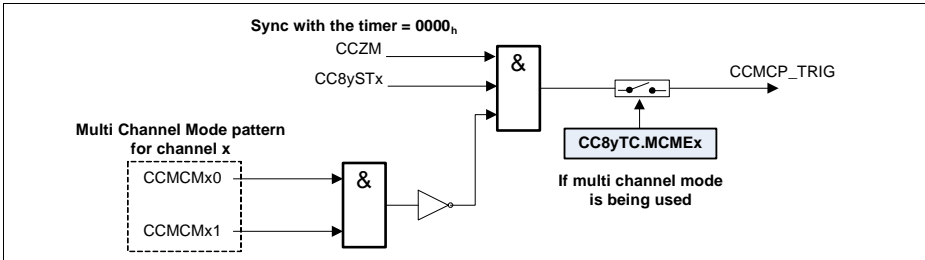 Sync with the timer = 0000h
CCZM
CC8ySTx
&
CCMCP_TRIG
CC8yTC.MCMEx
If multi channel mode
is being used
Multi Channel Mode pattern
for channel x
CCMCMx0
CCMCMx1
&